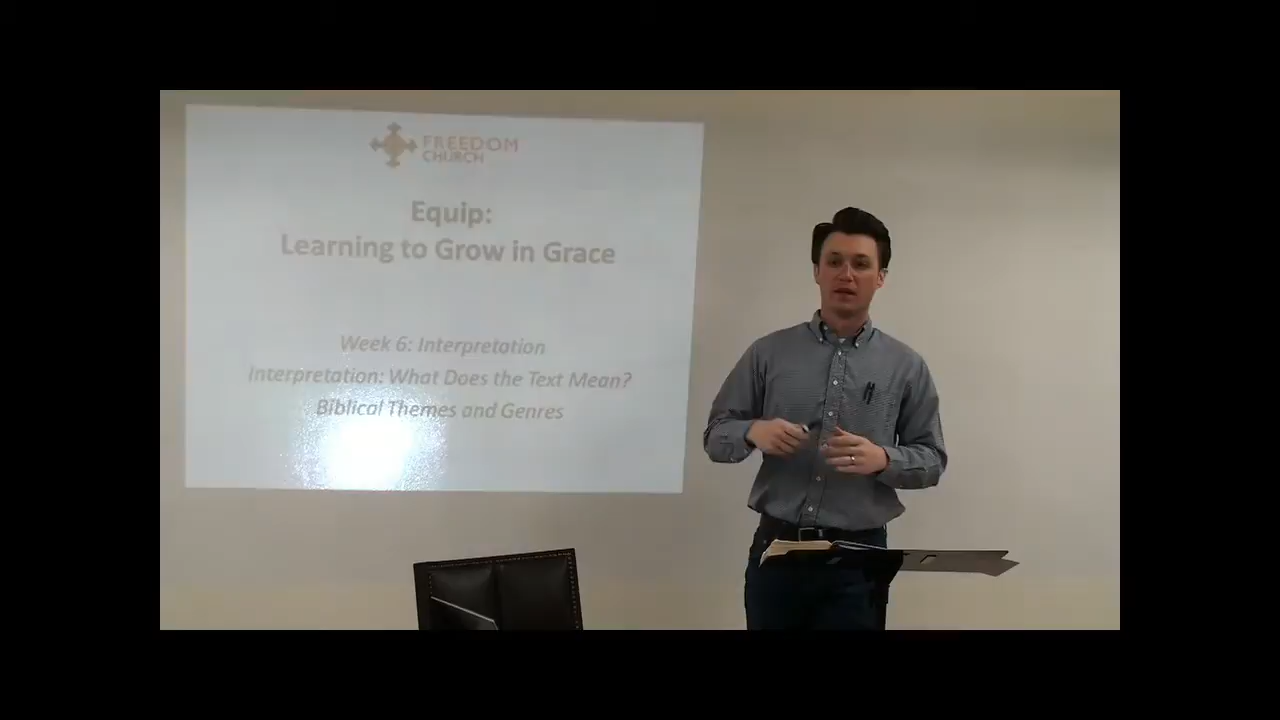 FREEDOM
CHURCH
Equip:
Learning to Grow in Grace
Week 6: Interpretation
Interpretation: What Does the Text Mean?
Biblical Themes and Genres